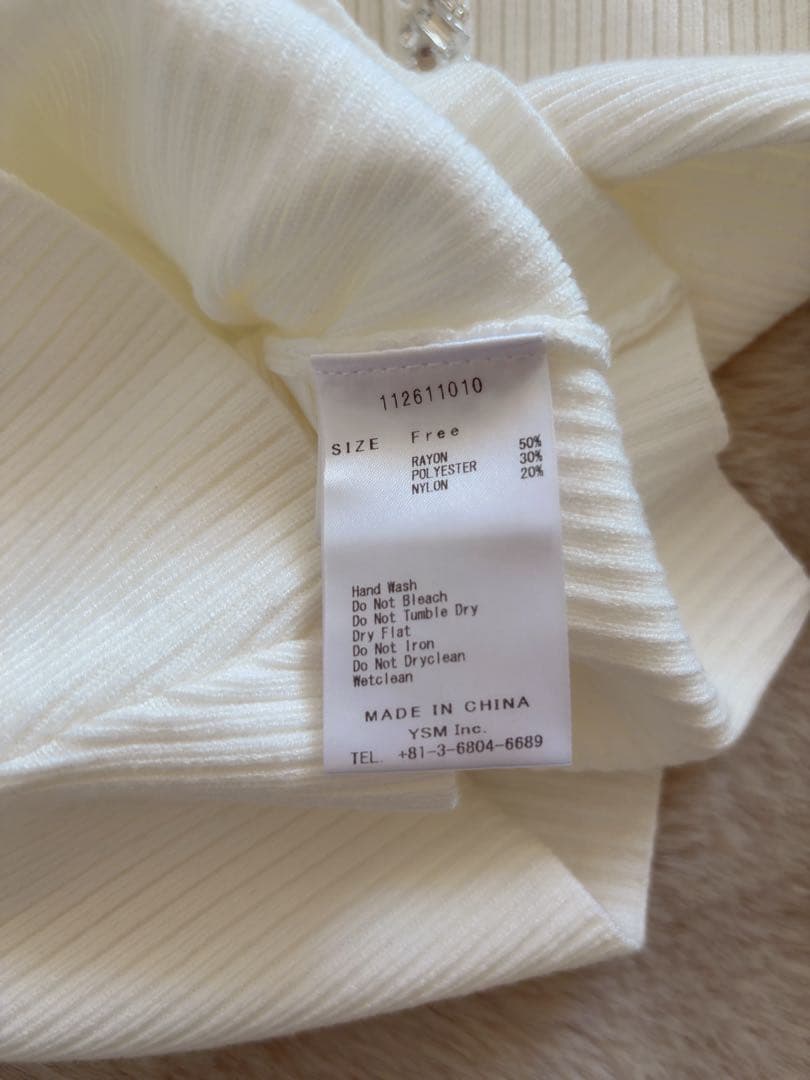 112611010
SIZE Free
RAYON 50%
POLYESTER 30%
NYLON 20%
Hand Wash
Do Not Bleach
Do Not Tumble Dry
Dry Flat
Do Not Iron
Do Not Dryclean
Wetclean
MADE IN CHINA
YSM Inc.
TEL. +81-3-6804-6689